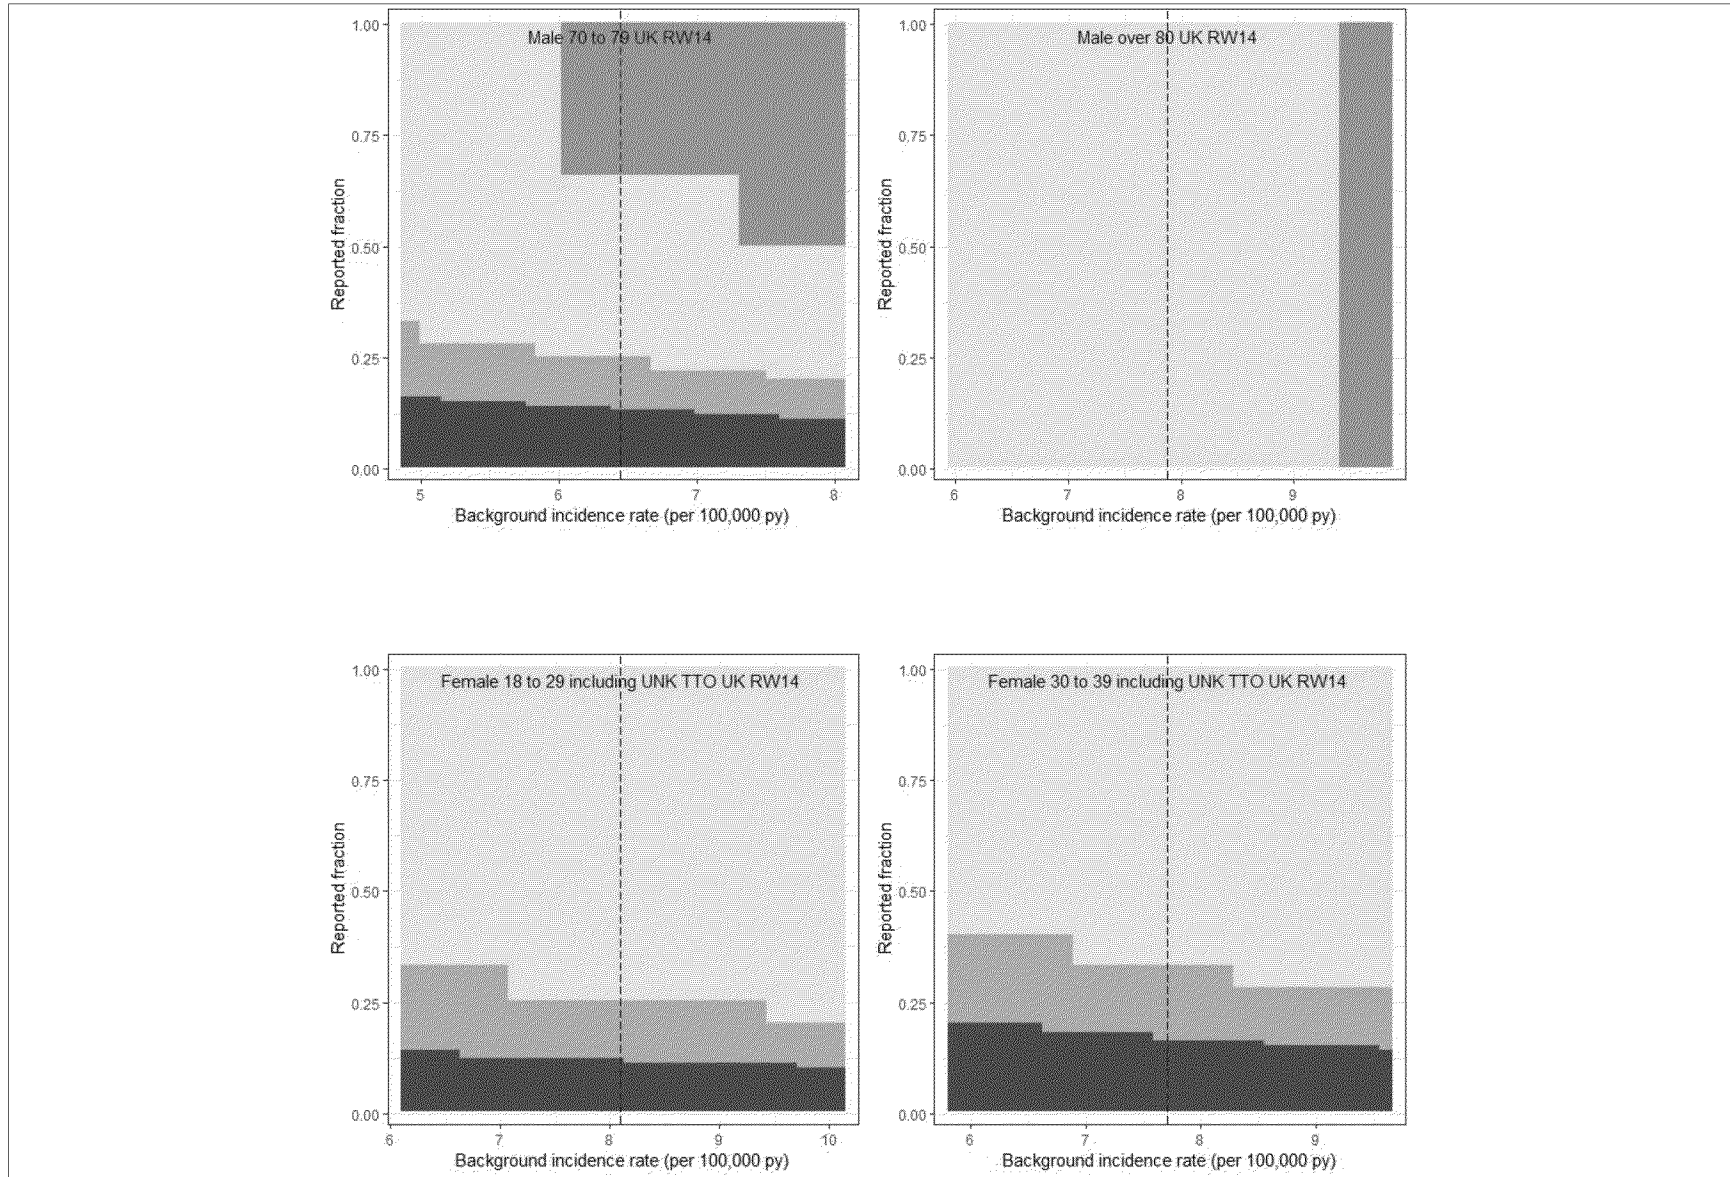 Male 70 to 79 UK RW14
1.00
0.75
0.50
0.25
0.00
Reported fraction
5 6 7 8
Background incidence rate (per 100,000 py)
Male over 80 UK RW14
1.00
0.75
0.50
0.25
0.00
Reported fraction
6 7 8 9
Background incidence rate (per 100,000 py)
Female 18 to 29 including UNK TTO UK RW14
1.00
0.75
0.50
0.25
0.00
Reported fraction
6 7 8 9 10
Background incidence rate (per 100,000 py)
Female 30 to 39 including UNK TTO UK RW14
1.00
0.75
0.50
0.25
0.00
Reported fraction
6 7 8 9
Background incidence rate (per 100,000 py)